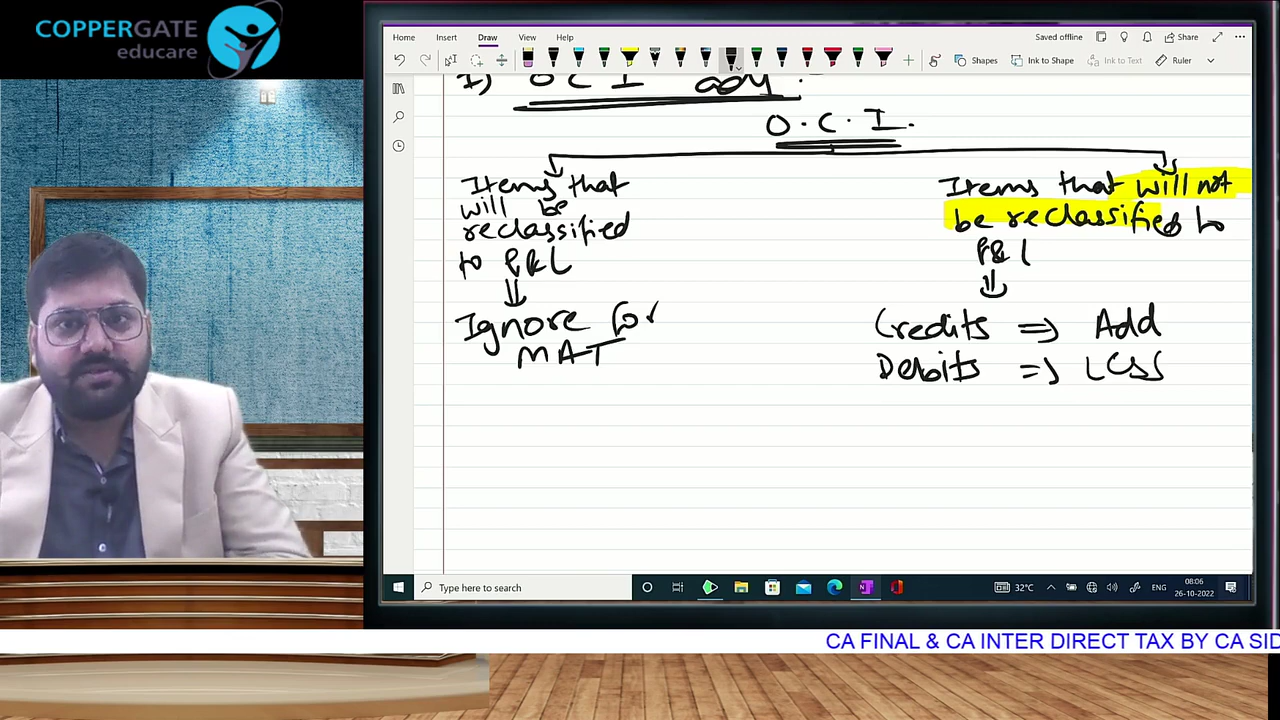 COPPERGATE
educare
Home Insert Draw View Help
Saved offline
Share
Shapes
Ink to Shape
Ink to Text
Ruler
1) O C I adj :-
O.C.I.
Items that
will be
reclassified
to P&L
Ignore for
MAT
Items that will not
be reclassified to
P&L
Credits ⇒ Add
Debits ⇒ Less
Type here to search
32°C
ENG
08:06
26-10-2022
CA FINAL & CA INTER DIRECT TAX BY CA SID